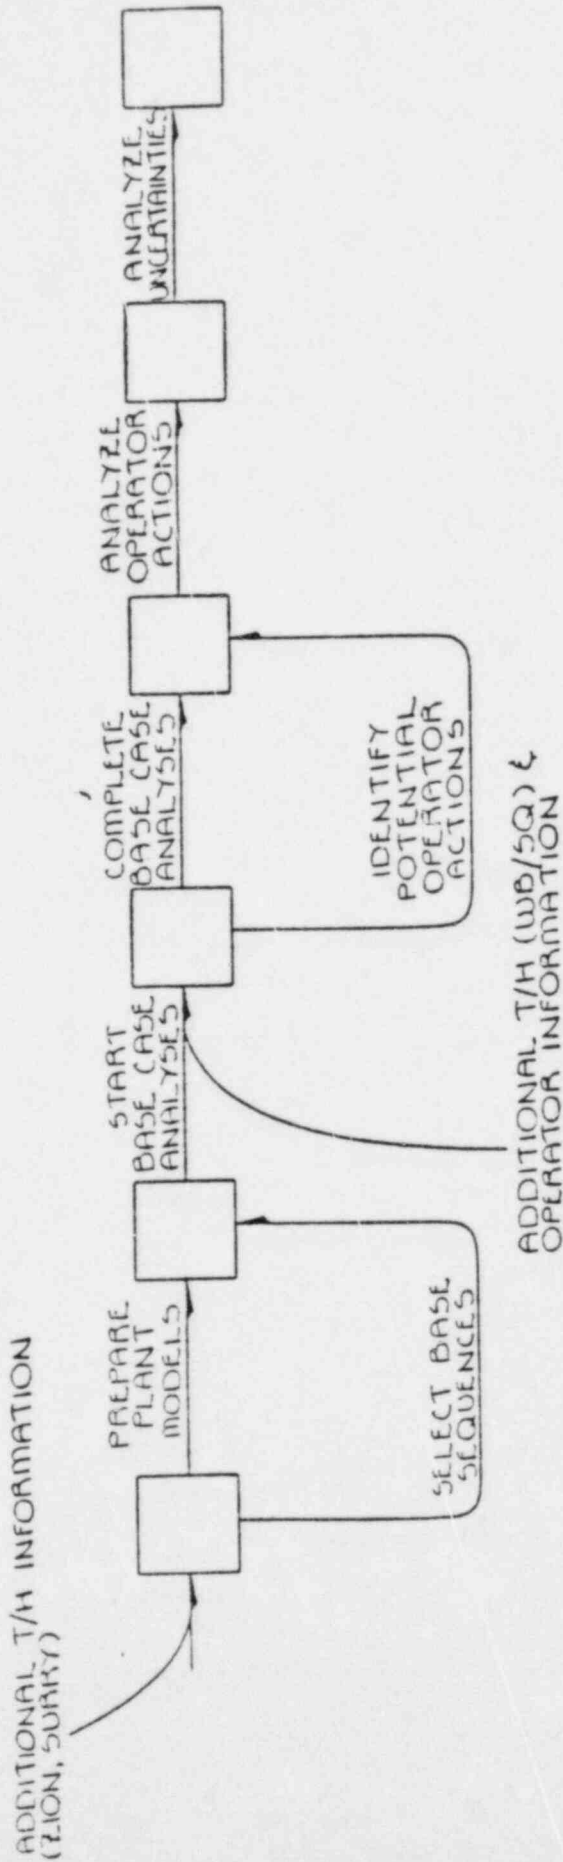 ADDITIONAL T/H INFORMATION
(ZION, SURRY)
PREPARE
PLANT
MODELS
SELECT BASE
SEQUENCES
START
BASE CASE
ANALYSES
ADDITIONAL T/H (WB/SQ) &
OPERATOR INFORMATION
COMPLETE
BASE CASE
ANALYSES
IDENTIFY
POTENTIAL
OPERATOR
ACTIONS
ANALYZE
OPERATOR
ACTIONS
ANALYZE
UNCERTAINTIES